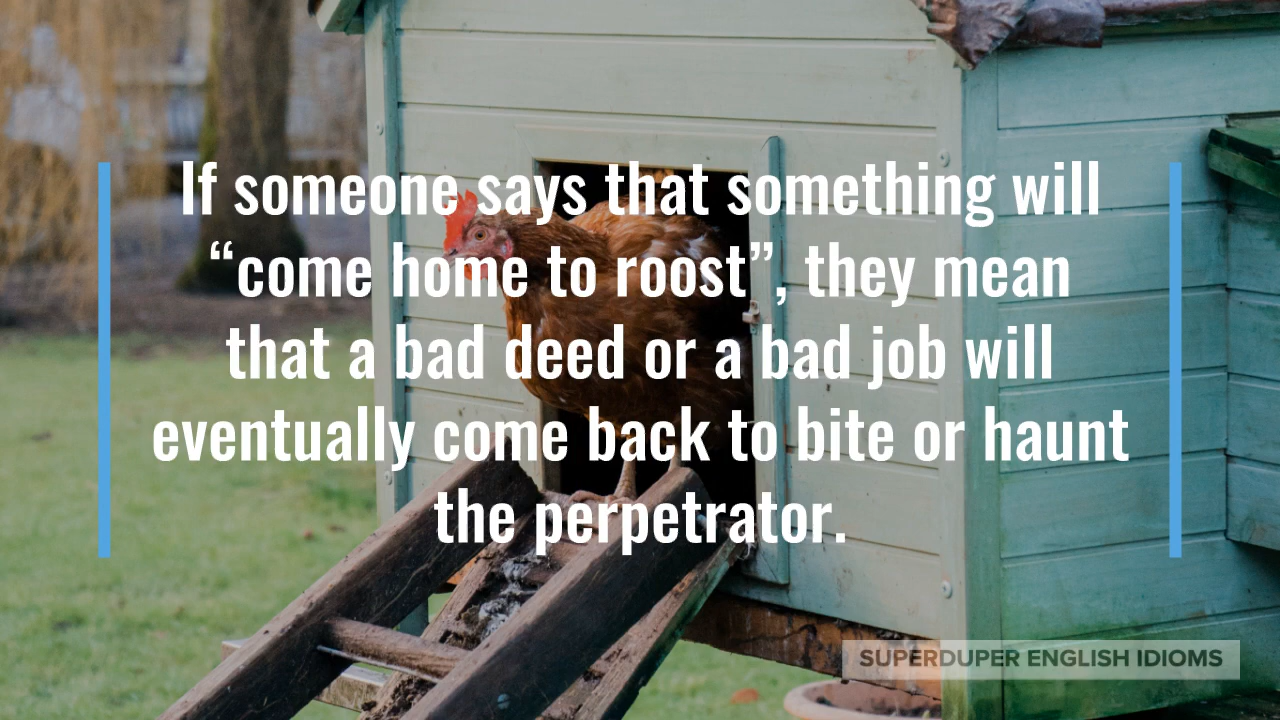 If someone says that something will
“come home to roost”, they mean
that a bad deed or a bad job will
eventually come back to bite or haunt
the perpetrator.
SUPERDUPER ENGLISH IDIOMS